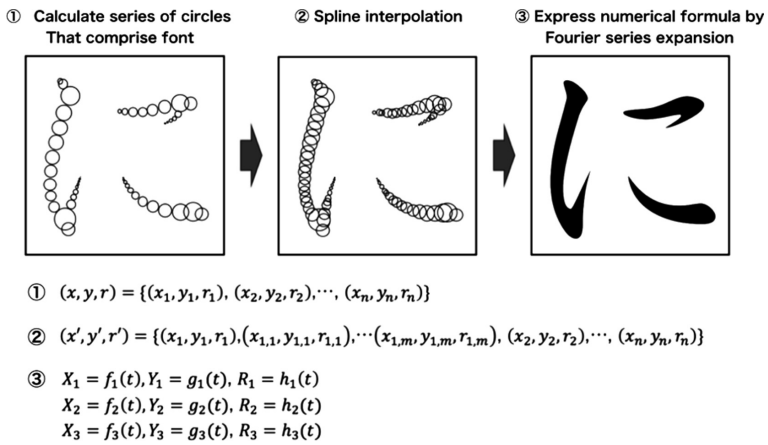 ① Calculate series of circles
That comprise font
② Spline interpolation
③ Express numerical formula by
Fourier series expansion
に
に
に
① (x, y, r) = {(x₁, y₁, r₁), (x₂, y₂, r₂),⋯, (xₙ, yₙ, rₙ)}
② (x′, y′, r′) = {(x₁, y₁, r₁),(x₁,₁, y₁,₁, r₁,₁),⋯(x₁,ₘ, y₁,ₘ, r₁,ₘ), (x₂, y₂, r₂),⋯, (xₙ, yₙ, rₙ)}
③ X₁ = f₁(t), Y₁ = g₁(t), R₁ = h₁(t)
X₂ = f₂(t), Y₂ = g₂(t), R₂ = h₂(t)
X₃ = f₃(t), Y₃ = g₃(t), R₃ = h₃(t)